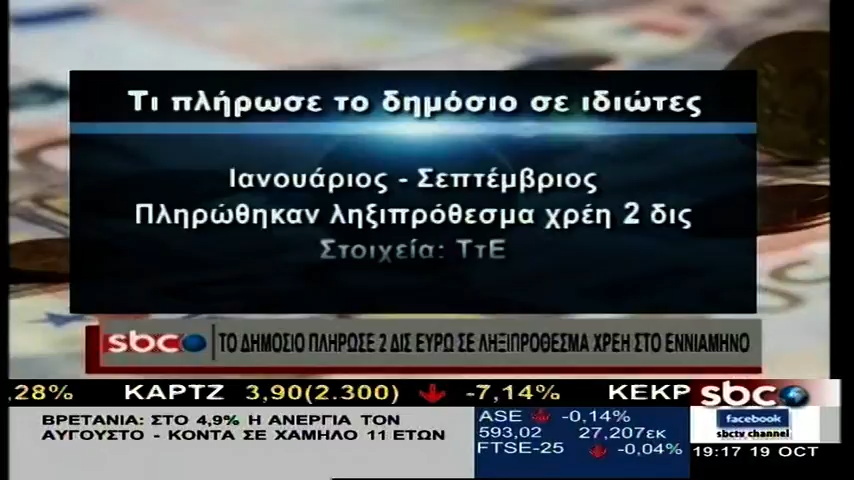 Τι πλήρωσε το δημόσιο σε ιδιώτες
Ιανουάριος - Σεπτέμβριος
Πληρώθηκαν ληξιπρόθεσμα χρέη 2 δις
Στοιχεία: ΤτΕ
sbc ΤΟ ΔΗΜΟΣΙΟ ΠΛΗΡΩΣΕ 2 ΔΙΣ ΕΥΡΩ ΣΕ ΛΗΞΙΠΡΟΘΕΣΜΑ ΧΡΕΗ ΣΤΟ ΕΝΝΙΑΜΗΝΟ
,28% ΚΑΡΤΖ 3,90(2.300) -7,14% ΚΕΚΡ sbc
ΒΡΕΤΑΝΙΑ: ΣΤΟ 4,9% Η ΑΝΕΡΓΙΑ ΤΟΝ
ΑΥΓΟΥΣΤΟ - ΚΟΝΤΑ ΣΕ ΧΑΜΗΛΟ 11 ΕΤΩΝ
ASE -0,14%
593,02 27,207εκ
FTSE-25 -0,04%
facebook
sbctv channel
19:17 19 OCT